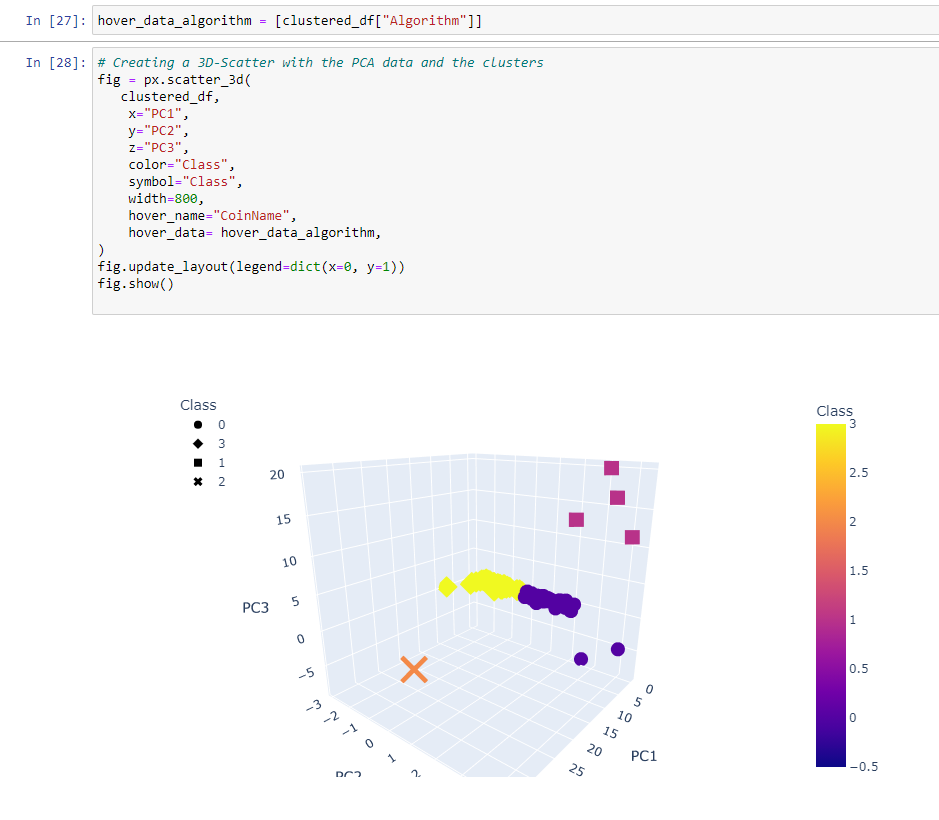 In [27]: hover_data_algorithm = [clustered_df["Algorithm"]]
In [28]: # Creating a 3D-Scatter with the PCA data and the clusters
fig = px.scatter_3d(
clustered_df,
x="PC1",
y="PC2",
z="PC3",
color="Class",
symbol="Class",
width=800,
hover_name="CoinName",
hover_data= hover_data_algorithm,
)
fig.update_layout(legend=dict(x=0, y=1))
fig.show()
Class
0
3
1
2
20
15
10
5
0
−5
PC3
−3
−2
−1
0
1
2
PC2
0
5
10
15
20
25
PC1
Class
3
2.5
2
1.5
1
0.5
0
−0.5